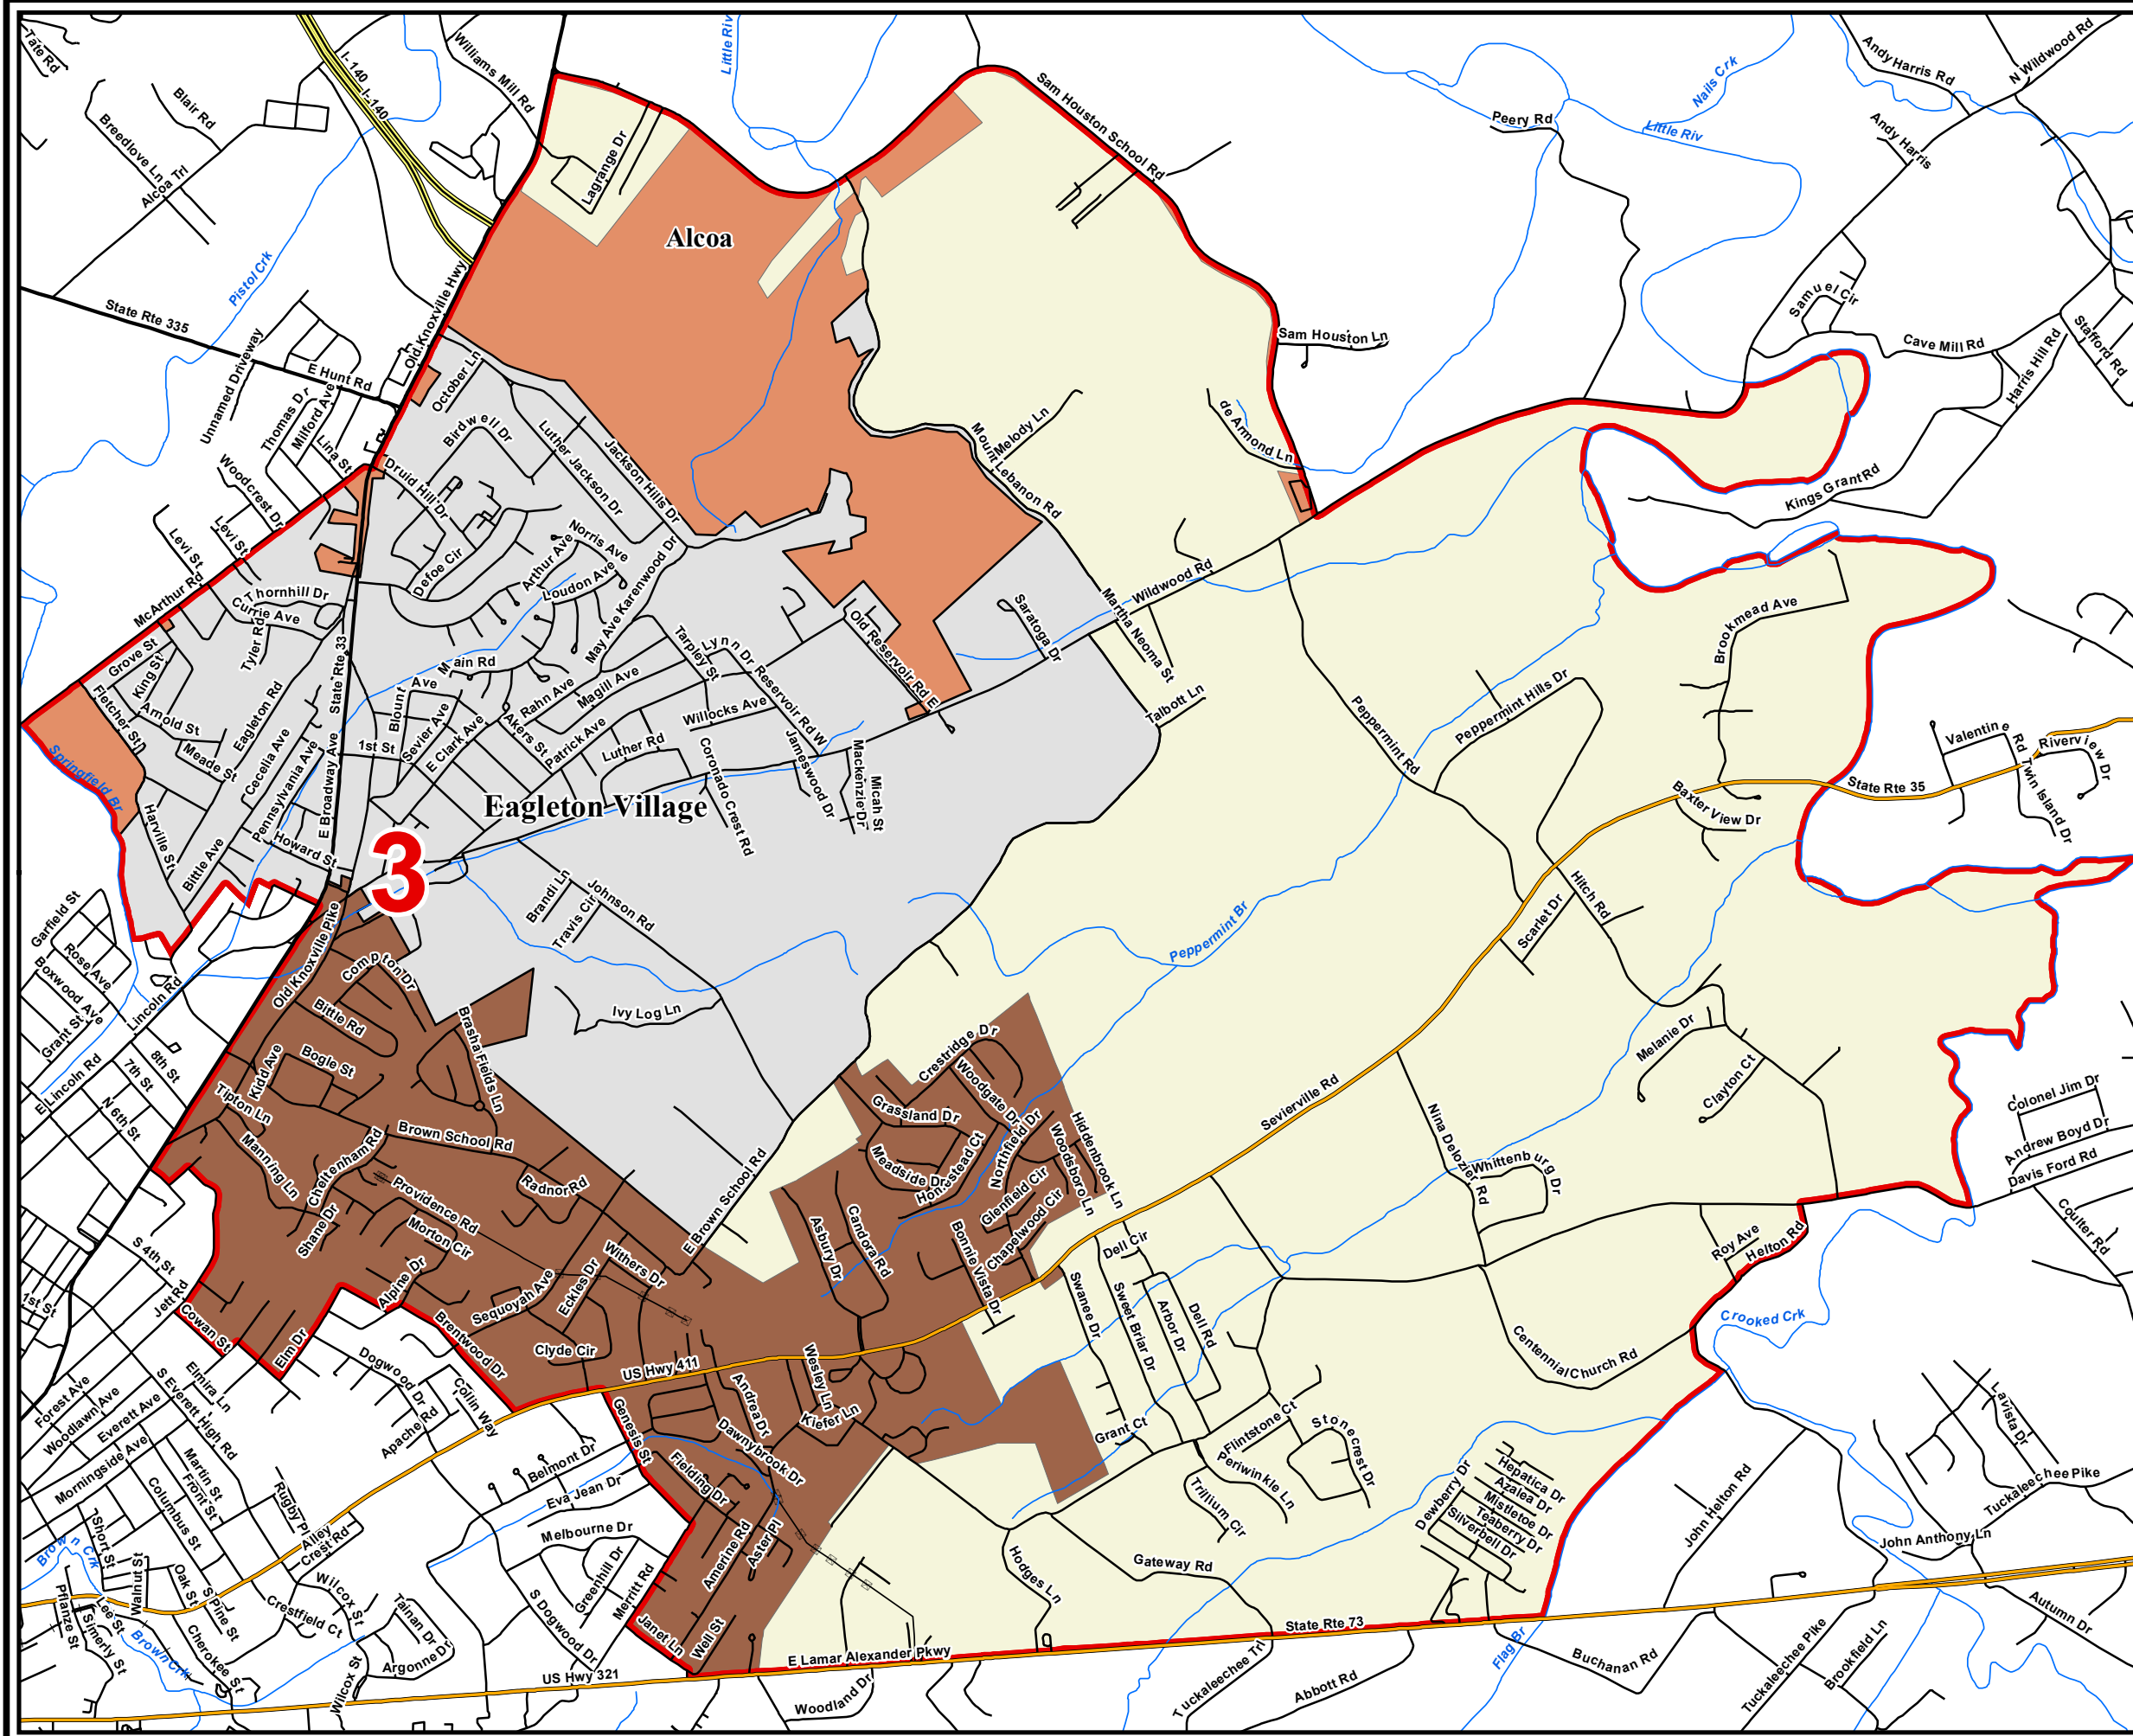 Tate Rd
Blair Rd
Breedlove Ln
Alcoa Trl
I-140
I-140
Williams Mill Rd
Little Riv
Lagrange Dr
Sam Houston School Rd
Peery Rd
Nails Crk
Little Riv
Andy Harris Rd
N Wildwood Rd
Andy Harris
Alcoa
Pistol Crk
State Rte 335
Old Knoxville Hwy
Unnamed Driveway
E Hunt Rd
October Ln
Thomas Dr
Milford Ave
Lina St
Birdwell Dr
Luther Jackson Dr
Jackson Hills Dr
Sam Houston Ln
Samuel Cir
Cave Mill Rd
Harris Hill Rd
Stafford Rd
Mount Lebanon Rd
Melody Ln
de Armond Ln
Kings Grant Rd
Woodcrest Dr
Levi St
Levi St
Druid Hill Dr
Defoe Cir
Arthur Ave
Norris Ave
Loudon Ave
May Ave
Karenwood Dr
McArthur Rd
Thornhill Dr
Currie Ave
Tyler Rd
Grove St
King St
Fletcher St
Arnold St
Meade St
Eagleton Rd
Cecelia Ave
Pennsylvania Ave
State Rte 33
E Broadway Ave
Main Rd
Blount Ave
1st St
Sevier Ave
E Clark Ave
Akers St
Rahn Ave
Magill Ave
Patrick Ave
Luther Rd
Tarpley St
Lynn Dr
Reservoir Rd W
Willocks Ave
Coronado Crest Rd
Jameswood Dr
Mackenzie Dr
Micah St
Old Reservoir Rd E
Saratoga Dr
Martha Neoma St
Wildwood Rd
Talbott Ln
Peppermint Rd
Peppermint Hills Dr
Brookmead Ave
Baxter View Dr
State Rte 35
Valentine Rd
Riverview Dr
Twin Island Dr
Springfield Br
Harville St
Bittle Ave
Howard St
Eagleton Village
3
Brandi Ln
Travis Cir
Johnson Rd
Ivy Log Ln
Peppermint Br
Hitch Rd
Scarlet Dr
Garfield St
Rose Ave
Boxwood Ave
Grant St
Lincoln Rd
E Lincoln Rd
8th St
7th St
N 6th St
Old Knoxville Pike
Compton Dr
Bittle Rd
Brasha Fields Ln
Kidd Ave
Bogle St
Tipton Ln
Manning Ln
Brown School Rd
Cheltenham Rd
Shane Dr
Providence Rd
Morton Cir
Radnor Rd
Alpine Dr
Sequoyah Ave
Eckles Dr
Withers Dr
Clyde Cir
E Brown School Rd
Crestridge Dr
Woodgate Dr
Grassland Dr
Meadside Dr
Homestead Ct
Northfield Dr
Glenfield Cir
Woodsboro Ln
Hiddenbrook Ln
Chapelwood Cir
Bonnie Vista Dr
Asbury Dr
Candora Rd
Sevierville Rd
Melanie Dr
Clayton Ct
Nina Delozier Rd
Whittenburg Dr
Roy Ave
Helton Rd
Colonel Jim Dr
Andrew Boyd Dr
Davis Ford Rd
Coulter Rd
Crooked Crk
Centennial Church Rd
Dell Cir
Swanee Dr
Sweet Briar Dr
Arbor Dr
Dell Rd
Grant Ct
Flintstone Ct
Periwinkle Ln
Stonecrest Dr
Trillium Cir
S 4th St
Jett Rd
1st St
Cowan St
Elm Dr
Brentwood Dr
Dogwood Dr
Collin Way
Apache Rd
US Hwy 411
Wesley Ln
Andrea Dr
Kiefer Ln
Dawnybrook Dr
Genesis St
Fielding Dr
Amerine Rd
Aster Pl
Well St
Janet Ln
Merritt Rd
Belmont Dr
Eva Jean Dr
Melbourne Dr
Greenhill Dr
S Dogwood Dr
Forest Ave
Woodlawn Ave
Everett Ave
Morningside Ave
S Everett High Rd
Elmira Ln
Martin St
Front St
Columbus St
Rugby Pl
Ailley
Crest Rd
Short St
Walnut St
Oak St
S Pine St
Lee St
Pflanze St
Timerly St
Brown Crk
Brown Crk
Cherokee St
Crestfield Ct
Wilcox St
Wilcox St
Tainan Dr
Argonne Dr
US Hwy 321
E Lamar Alexander Pkwy
Woodland Dr
Hodges Ln
Gateway Rd
State Rte 73
Tuckaleechee Trl
Abbott Rd
Dewberry Dr
Hepatica Dr
Azalea Dr
Mistletoe Dr
Teaberry Dr
Silverbell Dr
Flag Br
Buchanan Rd
John Helton Rd
Lavista Dr
Tuckaleechee Pike
John Anthony Ln
Tuckaleechee Pike
Brookfield Ln
Autumn Dr